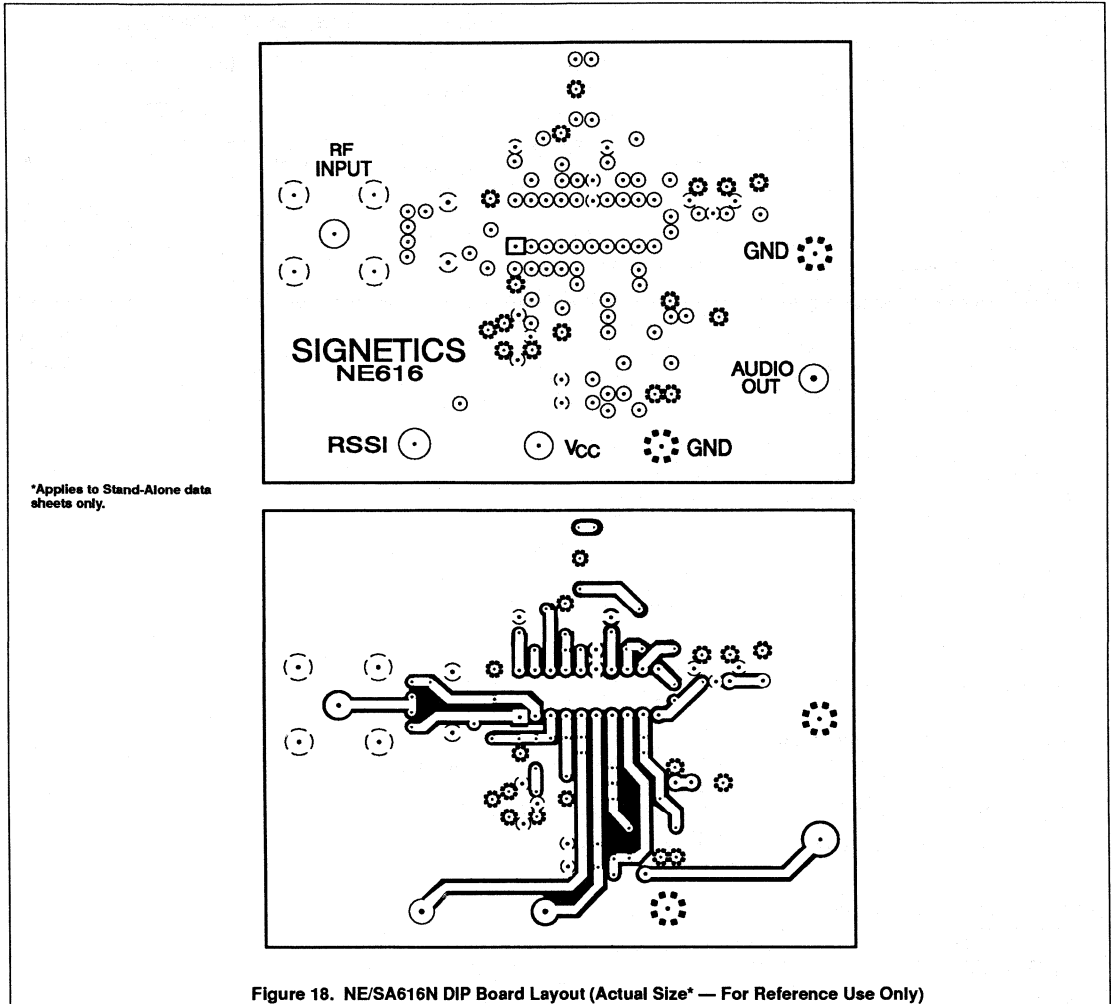 RF
INPUT
GND
SIGNETICS
NE616
AUDIO
OUT
RSSI
VCC
GND
*Applies to Stand-Alone data
sheets only.
Figure 18. NE/SA616N DIP Board Layout (Actual Size* — For Reference Use Only)